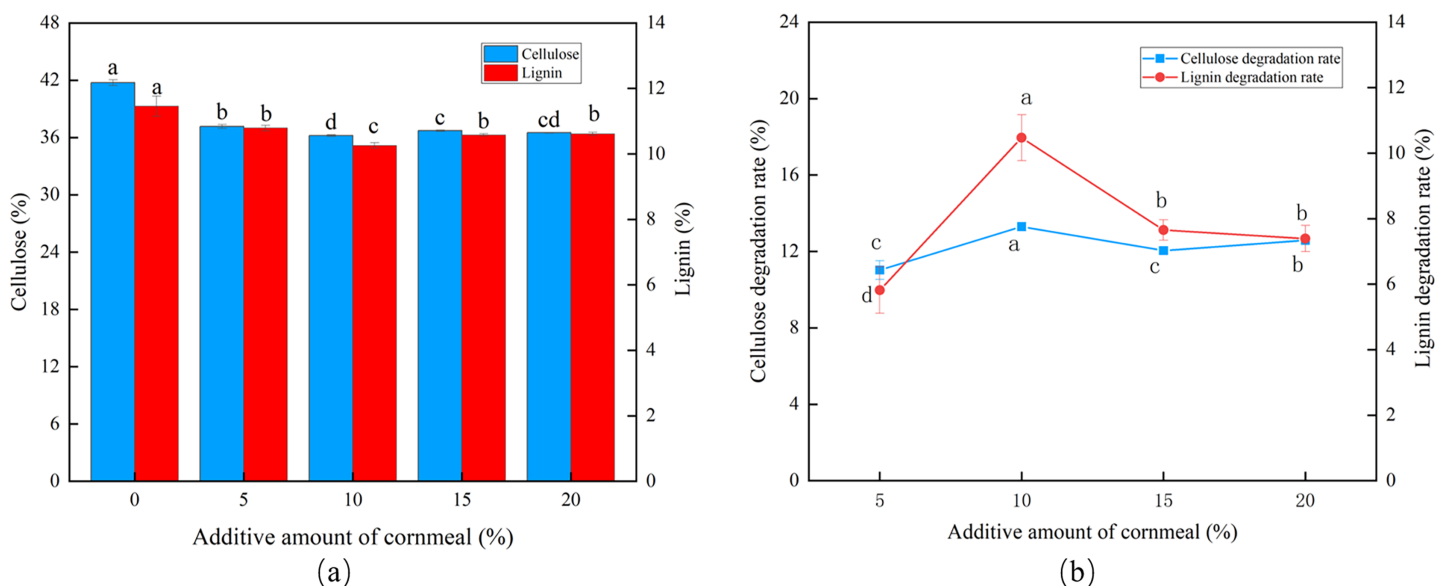 48
42
36
30
24
18
12
6
0
Cellulose (%)
14
12
10
8
6
4
2
0
Lignin (%)
Cellulose
Lignin
a
a
b
b
d
c
c
b
cd
b
0 5 10 15 20
Additive amount of cornmeal (%)
(a)
24
20
16
12
8
4
0
Cellulose degradation rate (%)
14
12
10
8
6
4
2
0
Lignin degradation rate (%)
Cellulose degradation rate
Lignin degradation rate
c
d
a
a
b
c
b
b
5 10 15 20
Additive amount of cornmeal (%)
(b)